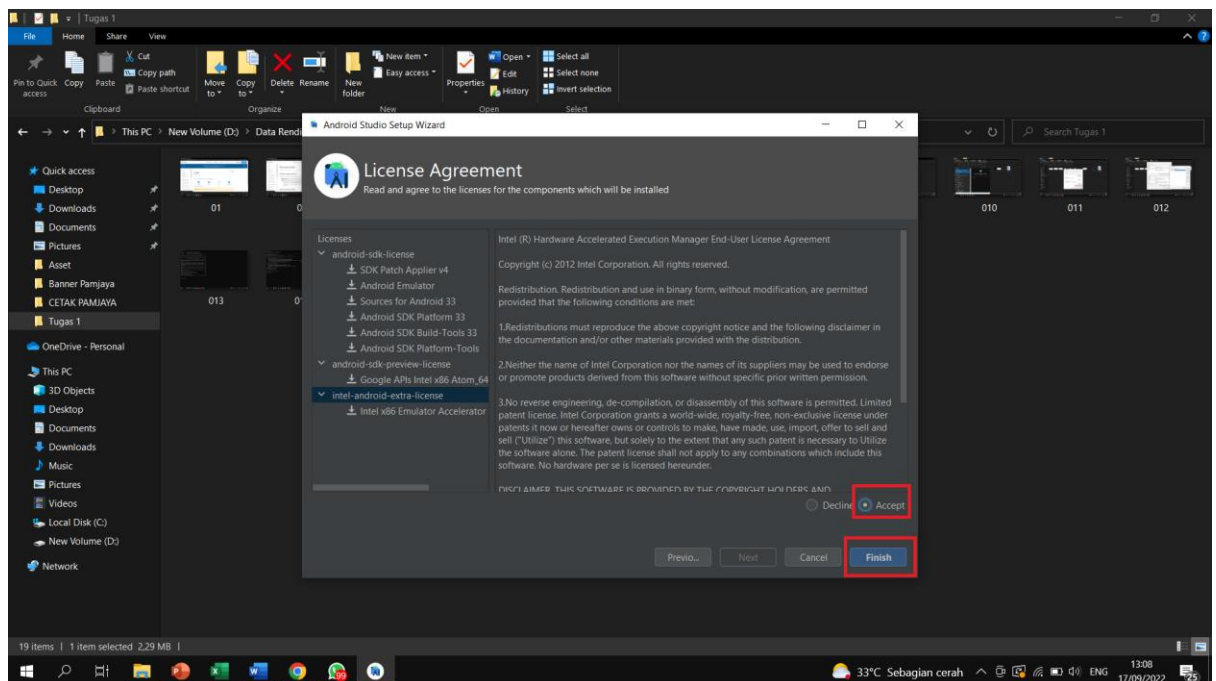 Tugas 1
File Home Share View
Pin to Quick access
Copy
Paste
Cut
Copy path
Paste shortcut
Clipboard
Move to
Copy to
Delete
Rename
Organize
New folder
New item
Easy access
New
Properties
Open
Edit
History
Open
Select all
Select none
Invert selection
Select
This PC > New Volume (D:) > Data Rendi
Search Tugas 1
Quick access
Desktop
Downloads
Documents
Pictures
Asset
Banner Pamjaya
CETAK PAMJAYA
Tugas 1
OneDrive - Personal
This PC
3D Objects
Desktop
Documents
Downloads
Music
Pictures
Videos
Local Disk (C:)
New Volume (D:)
Network
01
010
011
012
013
Android Studio Setup Wizard
License Agreement
Read and agree to the licenses for the components which will be installed
Licenses
android-sdk-license
SDK Patch Applier v4
Android Emulator
Sources for Android 33
Android SDK Platform 33
Android SDK Build-Tools 33
Android SDK Platform-Tools
android-sdk-preview-license
Google APIs Intel x86 Atom_64
intel-android-extra-license
Intel x86 Emulator Accelerator
Intel (R) Hardware Accelerated Execution Manager End-User License Agreement
Copyright (c) 2012 Intel Corporation. All rights reserved.
Redistribution. Redistribution and use in binary form, without modification, are permitted
provided that the following conditions are met:
1.Redistributions must reproduce the above copyright notice and the following disclaimer in
the documentation and/or other materials provided with the distribution.
2.Neither the name of Intel Corporation nor the names of its suppliers may be used to endorse
or promote products derived from this software without specific prior written permission.
3.No reverse engineering, de-compilation, or disassembly of this software is permitted. Limited
patent license. Intel Corporation grants a world-wide, royalty-free, non-exclusive license under
patents it now or hereafter owns or controls to make, have made, use, import, offer to sell and
sell ("Utilize") this software, but solely to the extent that any such patent is necessary to Utilize
the software alone. The patent license shall not apply to any combinations which include this
software. No hardware per se is licensed hereunder.
DISCLAIMER. THIS SOFTWARE IS PROVIDED BY THE COPYRIGHT HOLDERS AND
Decline Accept
Previo... Next Cancel Finish
19 items | 1 item selected 2,29 MB
33°C Sebagian cerah
ENG
13:08
17/09/2022
25